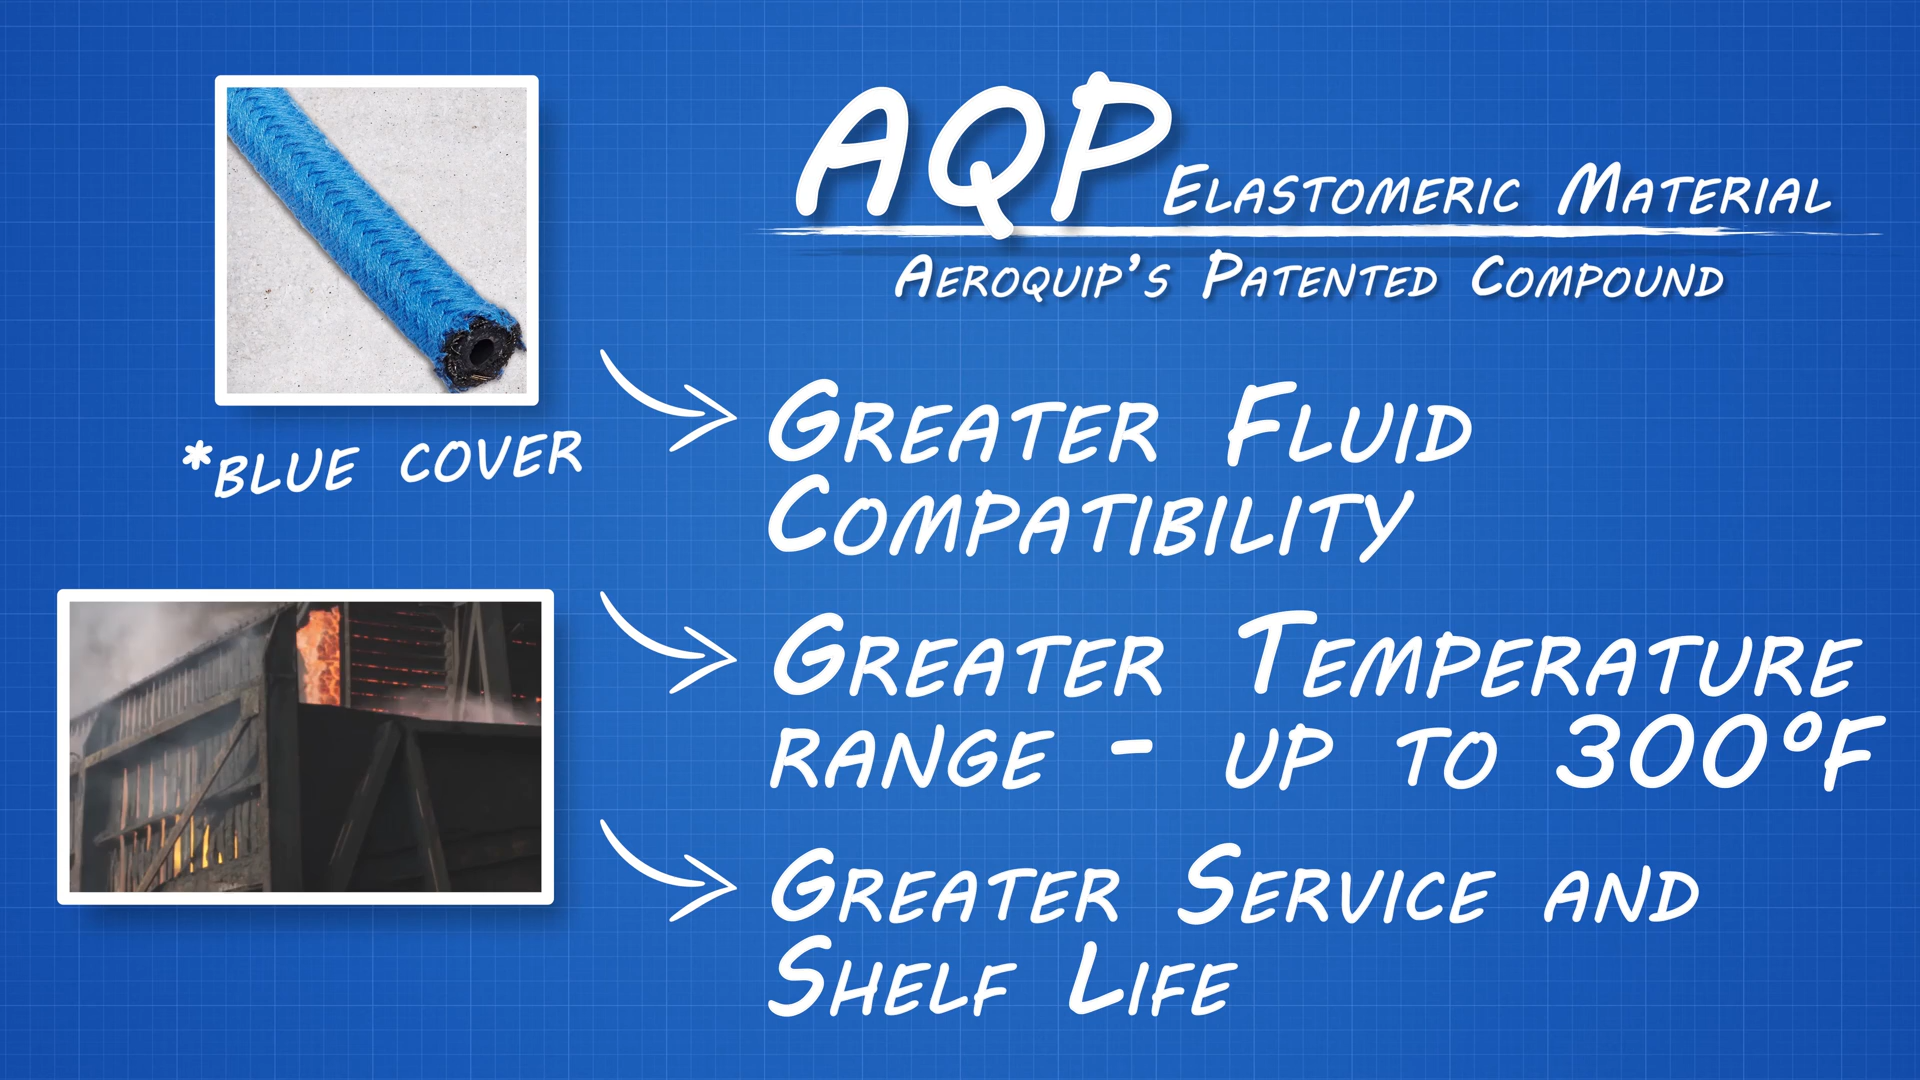 AQP Elastomeric Material
Aeroquip's Patented Compound
*Blue cover
Greater Fluid
Compatibility
Greater Temperature
range - up to 300°F
Greater Service and
Shelf Life